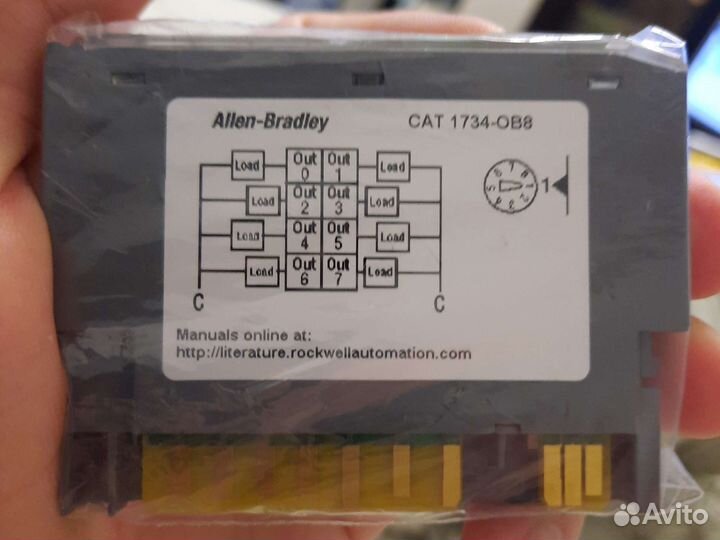 Allen-Bradley CAT 1734-OB8
Load Out 0 Out 1 Load
Load Out 2 Out 3 Load
Load Out 4 Out 5 Load
Load Out 6 Out 7 Load
C C
1
Manuals online at:
http://literature.rockwellautomation.com
Avito